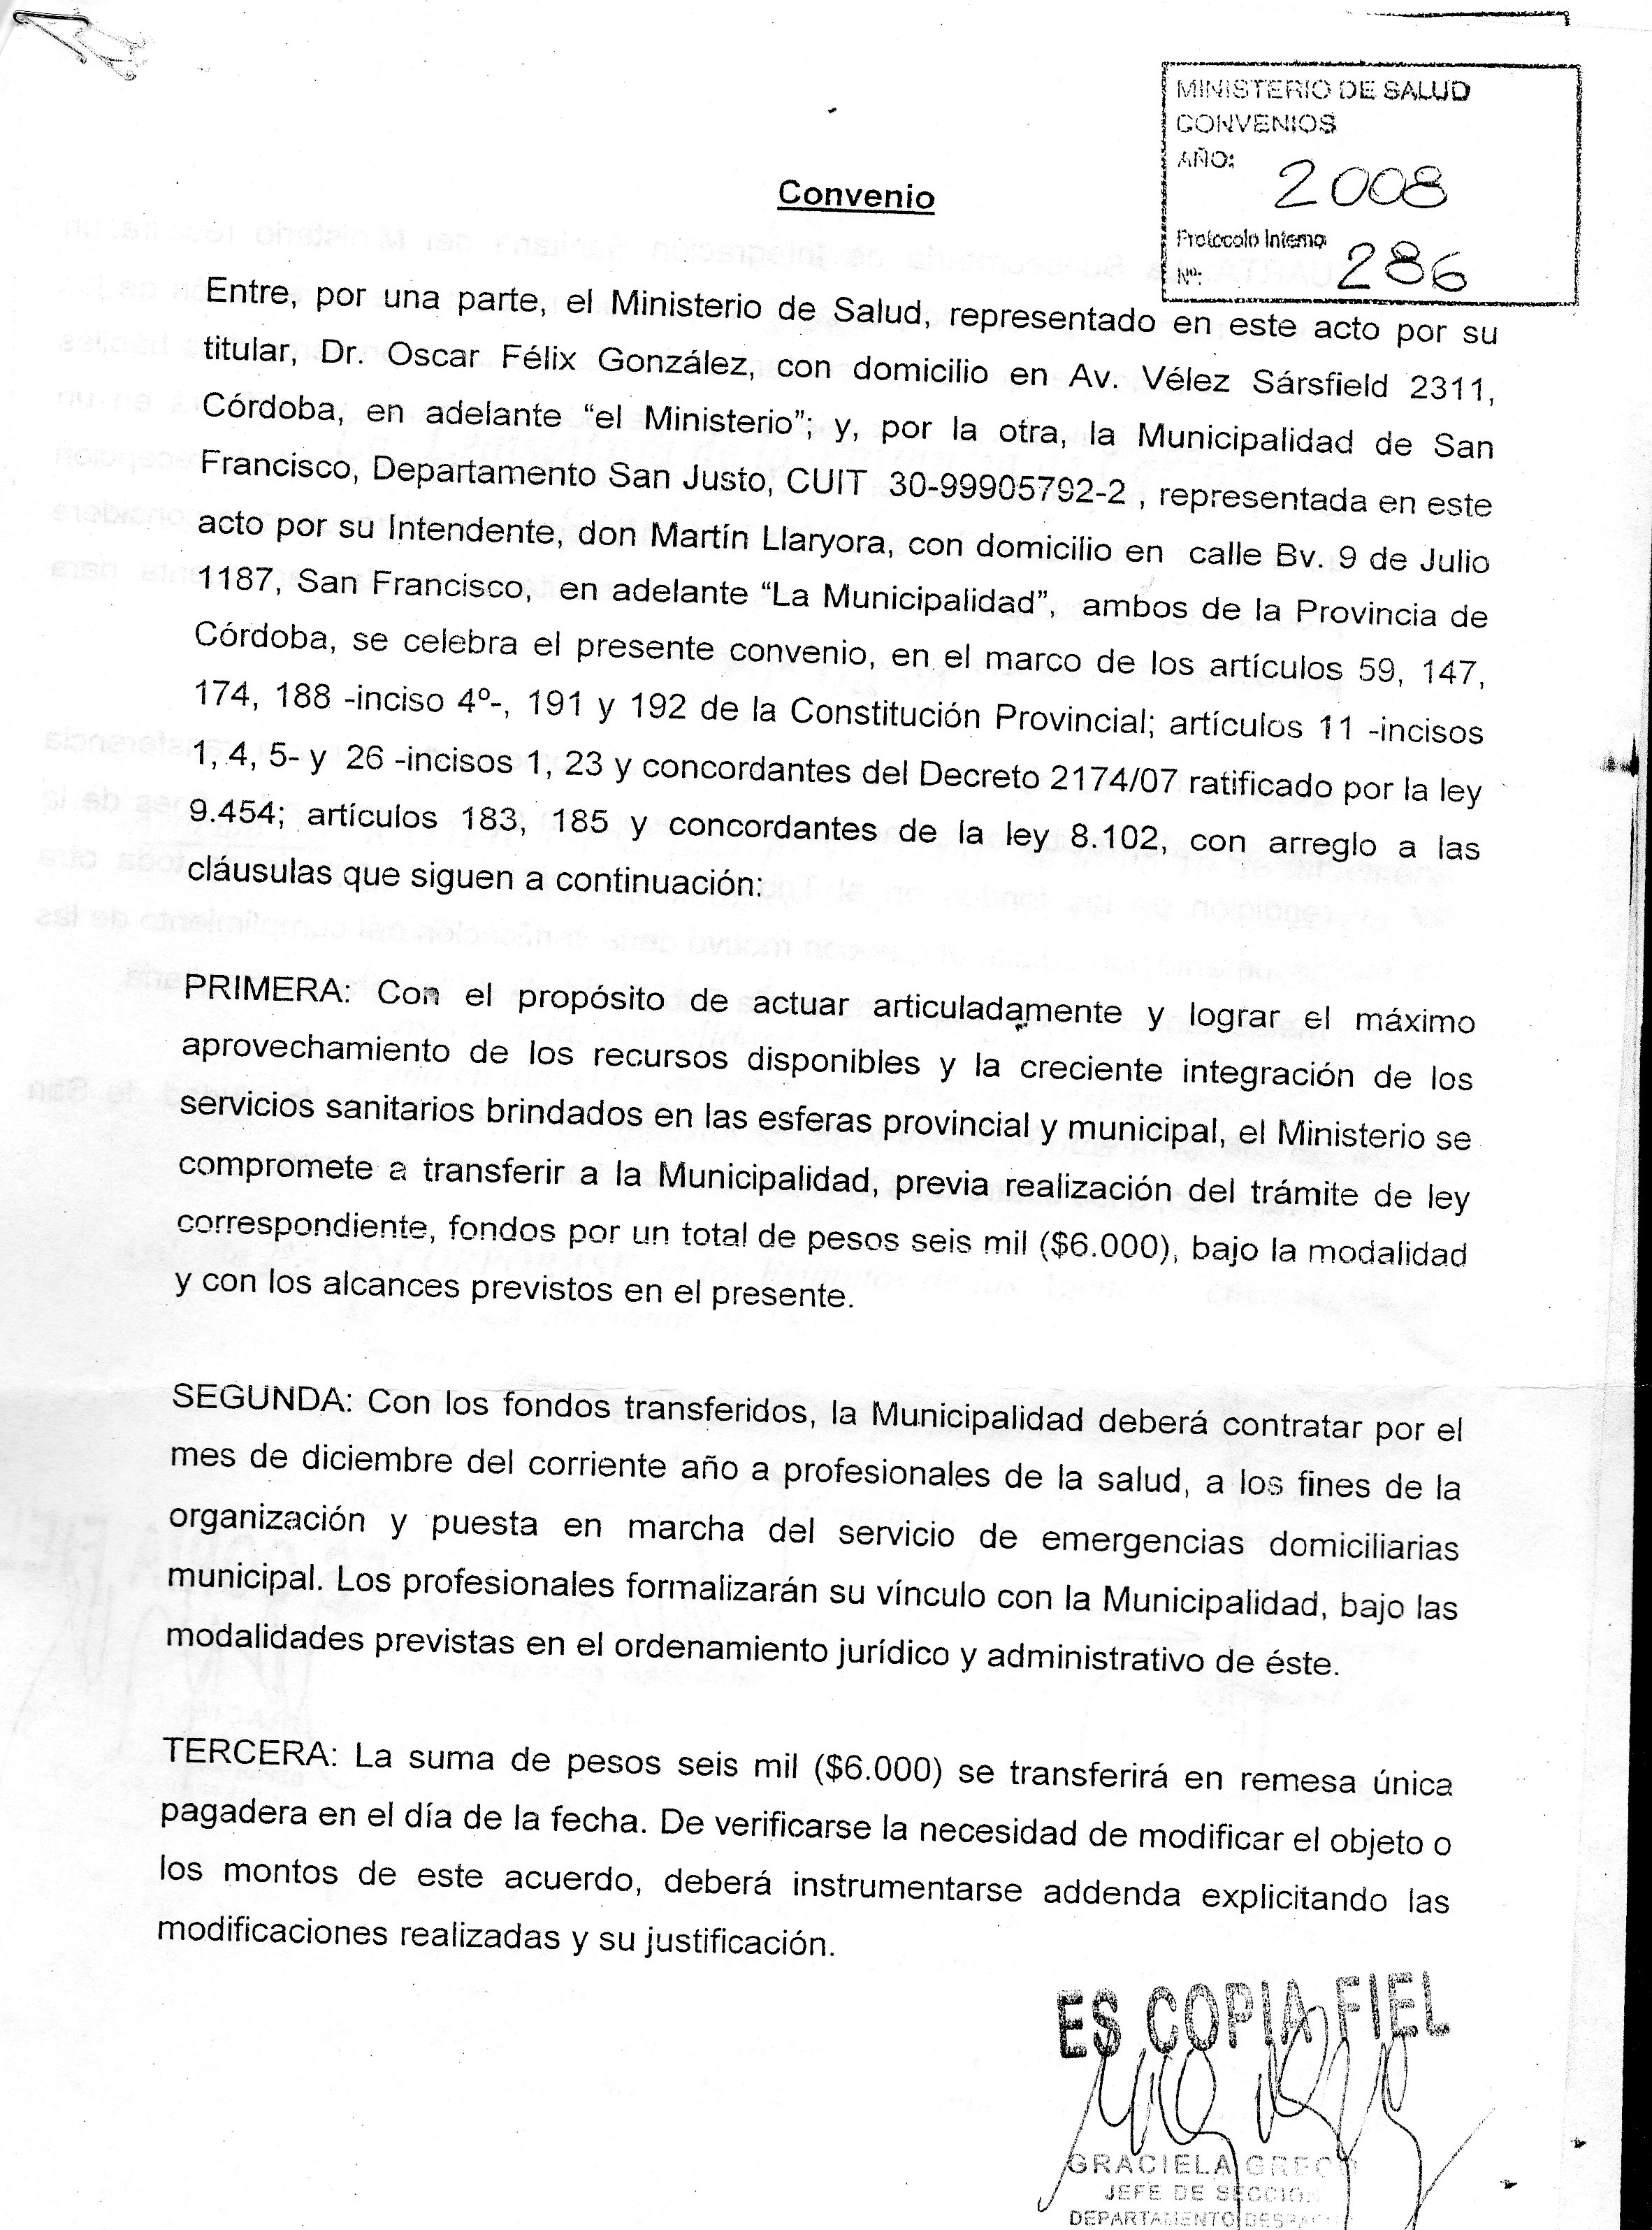 MINISTERIO DE SALUD
CONVENIOS
AÑO: 2008
Protocolo Interno
Nº: 286
Convenio
Entre, por una parte, el Ministerio de Salud, representado en este acto por su
titular, Dr. Oscar Félix González, con domicilio en Av. Vélez Sársfield 2311,
Córdoba, en adelante “el Ministerio”; y, por la otra, la Municipalidad de San
Francisco, Departamento San Justo, CUIT 30-99905792-2 , representada en este
acto por su Intendente, don Martín Llaryora, con domicilio en calle Bv. 9 de Julio
1187, San Francisco, en adelante “La Municipalidad”, ambos de la Provincia de
Córdoba, se celebra el presente convenio, en el marco de los artículos 59, 147,
174, 188 -inciso 4º-, 191 y 192 de la Constitución Provincial; artículos 11 -incisos
1, 4, 5- y 26 -incisos 1, 23 y concordantes del Decreto 2174/07 ratificado por la ley
9.454; artículos 183, 185 y concordantes de la ley 8.102, con arreglo a las
cláusulas que siguen a continuación:
PRIMERA: Con el propósito de actuar articuladamente y lograr el máximo
aprovechamiento de los recursos disponibles y la creciente integración de los
servicios sanitarios brindados en las esferas provincial y municipal, el Ministerio se
compromete a transferir a la Municipalidad, previa realización del trámite de ley
correspondiente, fondos por un total de pesos seis mil ($6.000), bajo la modalidad
y con los alcances previstos en el presente.
SEGUNDA: Con los fondos transferidos, la Municipalidad deberá contratar por el
mes de diciembre del corriente año a profesionales de la salud, a los fines de la
organización y puesta en marcha del servicio de emergencias domiciliarias
municipal. Los profesionales formalizarán su vínculo con la Municipalidad, bajo las
modalidades previstas en el ordenamiento jurídico y administrativo de éste.
TERCERA: La suma de pesos seis mil ($6.000) se transferirá en remesa única
pagadera en el día de la fecha. De verificarse la necesidad de modificar el objeto o
los montos de este acuerdo, deberá instrumentarse addenda explicitando las
modificaciones realizadas y su justificación.
ES COPIA FIEL
GRACIELA GRECO
JEFE DE SECCION
DEPARTAMENTO DESPACHO